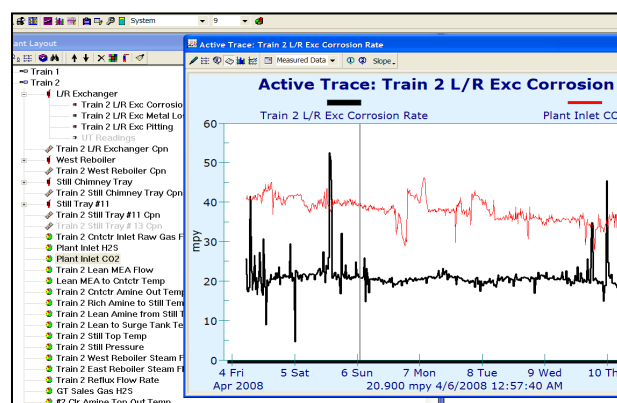 System
9
ant Layout
Active Trace: Train 2 L/R Exc Corrosion Rate
Measured Data
Slope
Train 1
Train 2
L/R Exchanger
Train 2 L/R Exc Corrosio
Train 2 L/R Exc Metal Lo
Train 2 L/R Exc Pitting
UT Readings
Train 2 L/R Exchanger Cpn
West Reboiler
Train 2 West Reboiler Cpn
Still Chimney Tray
Train 2 Still Chimney Tray Cpn
Still Tray #11
Train 2 Still Tray #11 Cpn
Train 2 Still Tray # 13 Cpn
Train 2 Cntctr Inlet Raw Gas F
Plant Inlet H2S
Plant Inlet CO2
Train 2 Lean MEA Flow
Lean MEA to Cntctr Temp
Train 2 Cntctr Amine Out Temp
Train 2 Rich Amine to Still Tem
Train 2 Lean Amine from Still T
Train 2 Lean to Surge Tank Te
Train 2 Still Top Temp
Train 2 Still Pressure
Train 2 West Reboiler Steam F
Train 2 East Reboiler Steam F
Train 2 Reflux Flow Rate
GT Sales Gas H2S
#2 Clr Amine Top Out Temp
Active Trace: Train 2 L/R Exc Corrosion
Train 2 L/R Exc Corrosion Rate
Plant Inlet CO
60
50
40
30
20
10
0
mpy
4 Fri
5 Sat
6 Sun
7 Mon
8 Tue
9 Wed
10 Th
Apr 2008
20.900 mpy 4/6/2008 12:57:40 AM